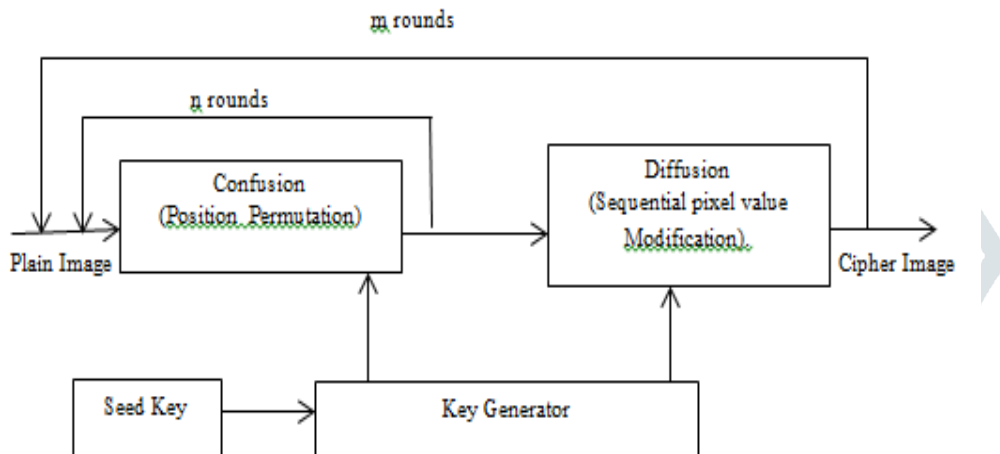 m rounds
n rounds
Confusion
(Position Permutation)
Diffusion
(Sequential pixel value
Modification).
Plain Image
Cipher Image
Seed Key
Key Generator